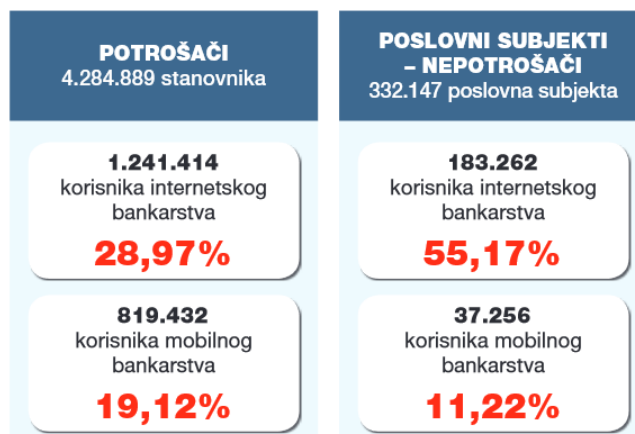 POTROŠAČI
4.284.889 stanovnika
1.241.414
korisnika internetskog
bankarstva
28,97%
819.432
korisnika mobilnog
bankarstva
19,12%
POSLOVNI SUBJEKTI
– NEPOTROŠAČI
332.147 poslovna subjekta
183.262
korisnika internetskog
bankarstva
55,17%
37.256
korisnika mobilnog
bankarstva
11,22%